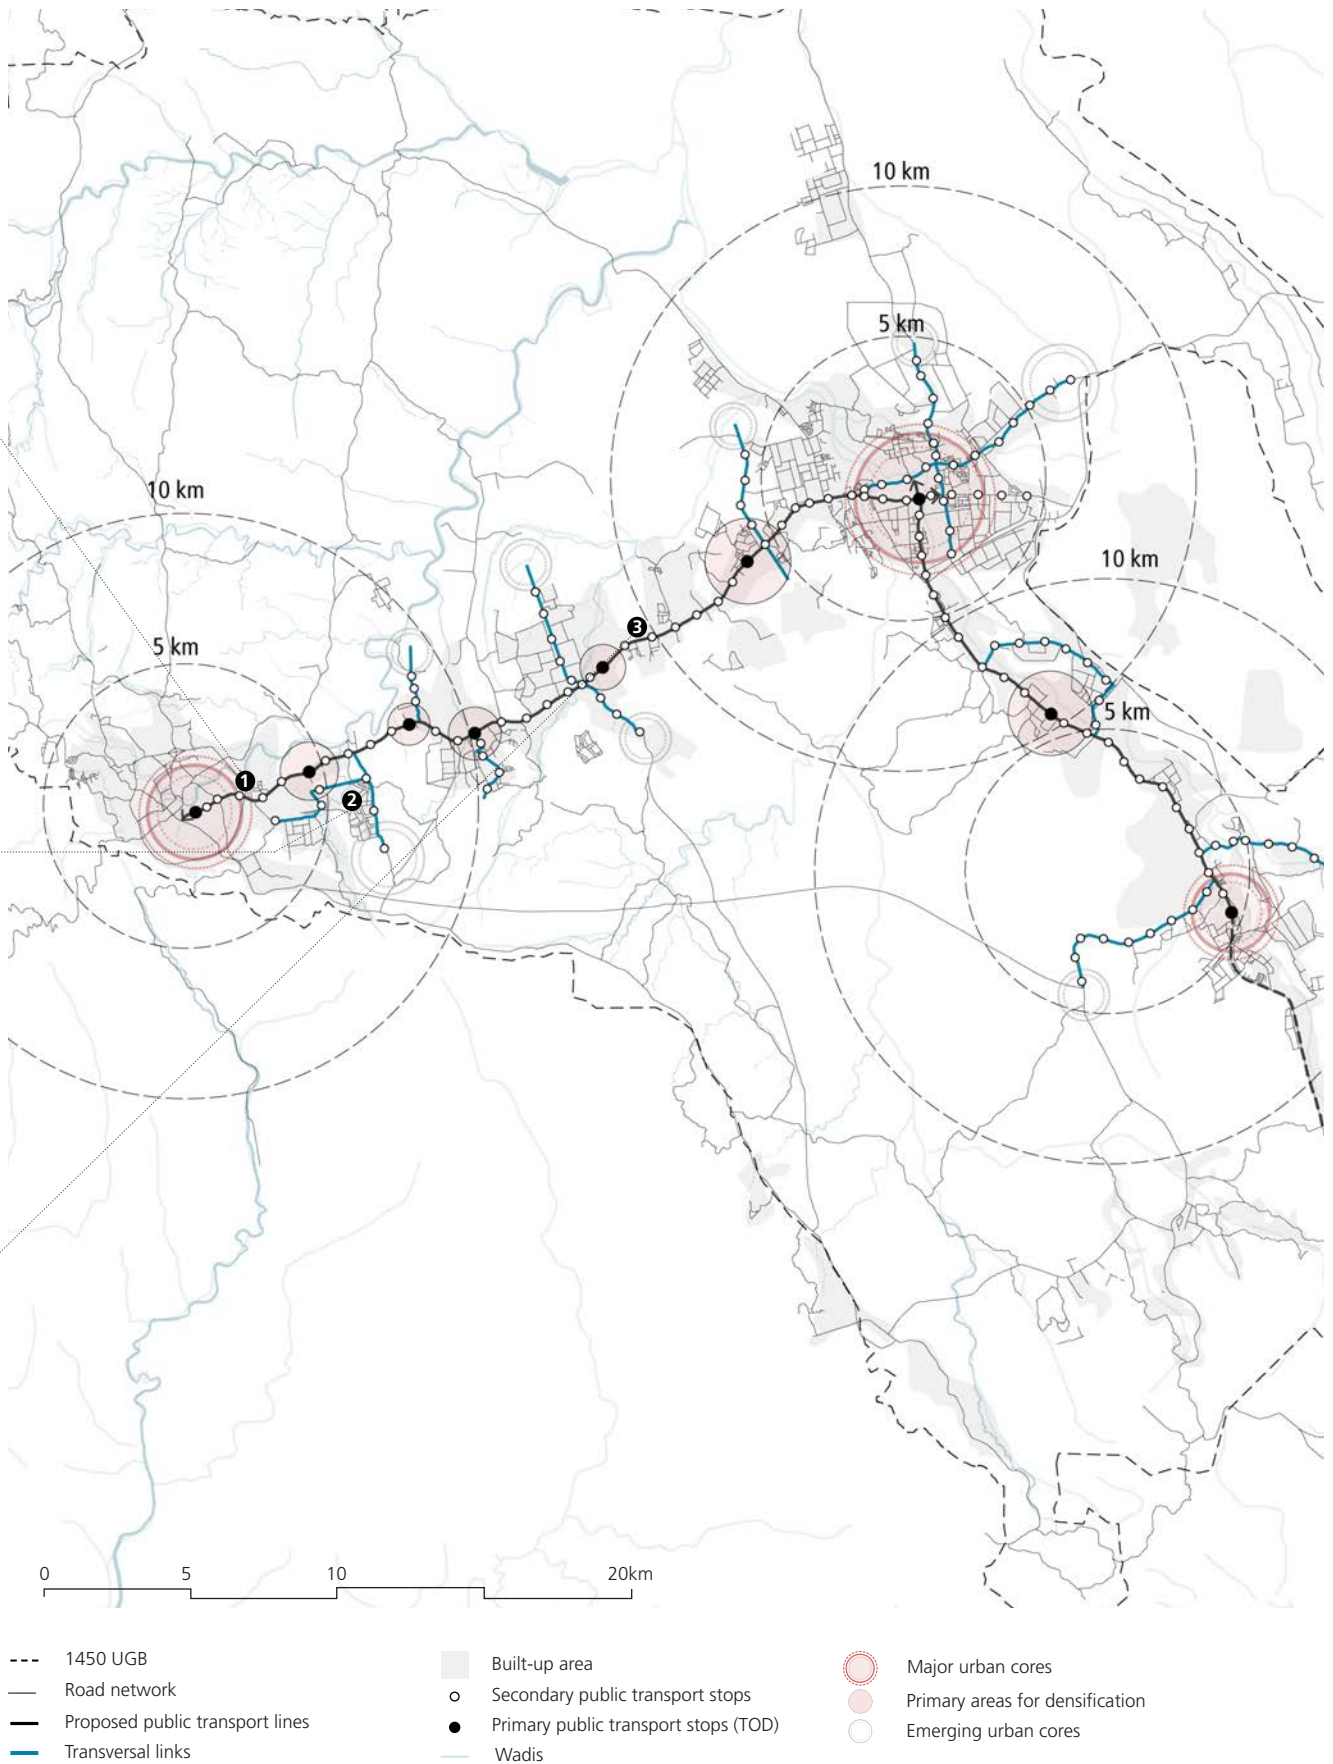 10 km
5 km
10 km
10 km
3
5 km
5 km
1
2
0 5 10 20km
1450 UGB
Road network
Proposed public transport lines
Transversal links
Built-up area
Secondary public transport stops
Primary public transport stops (TOD)
Wadis
Major urban cores
Primary areas for densification
Emerging urban cores